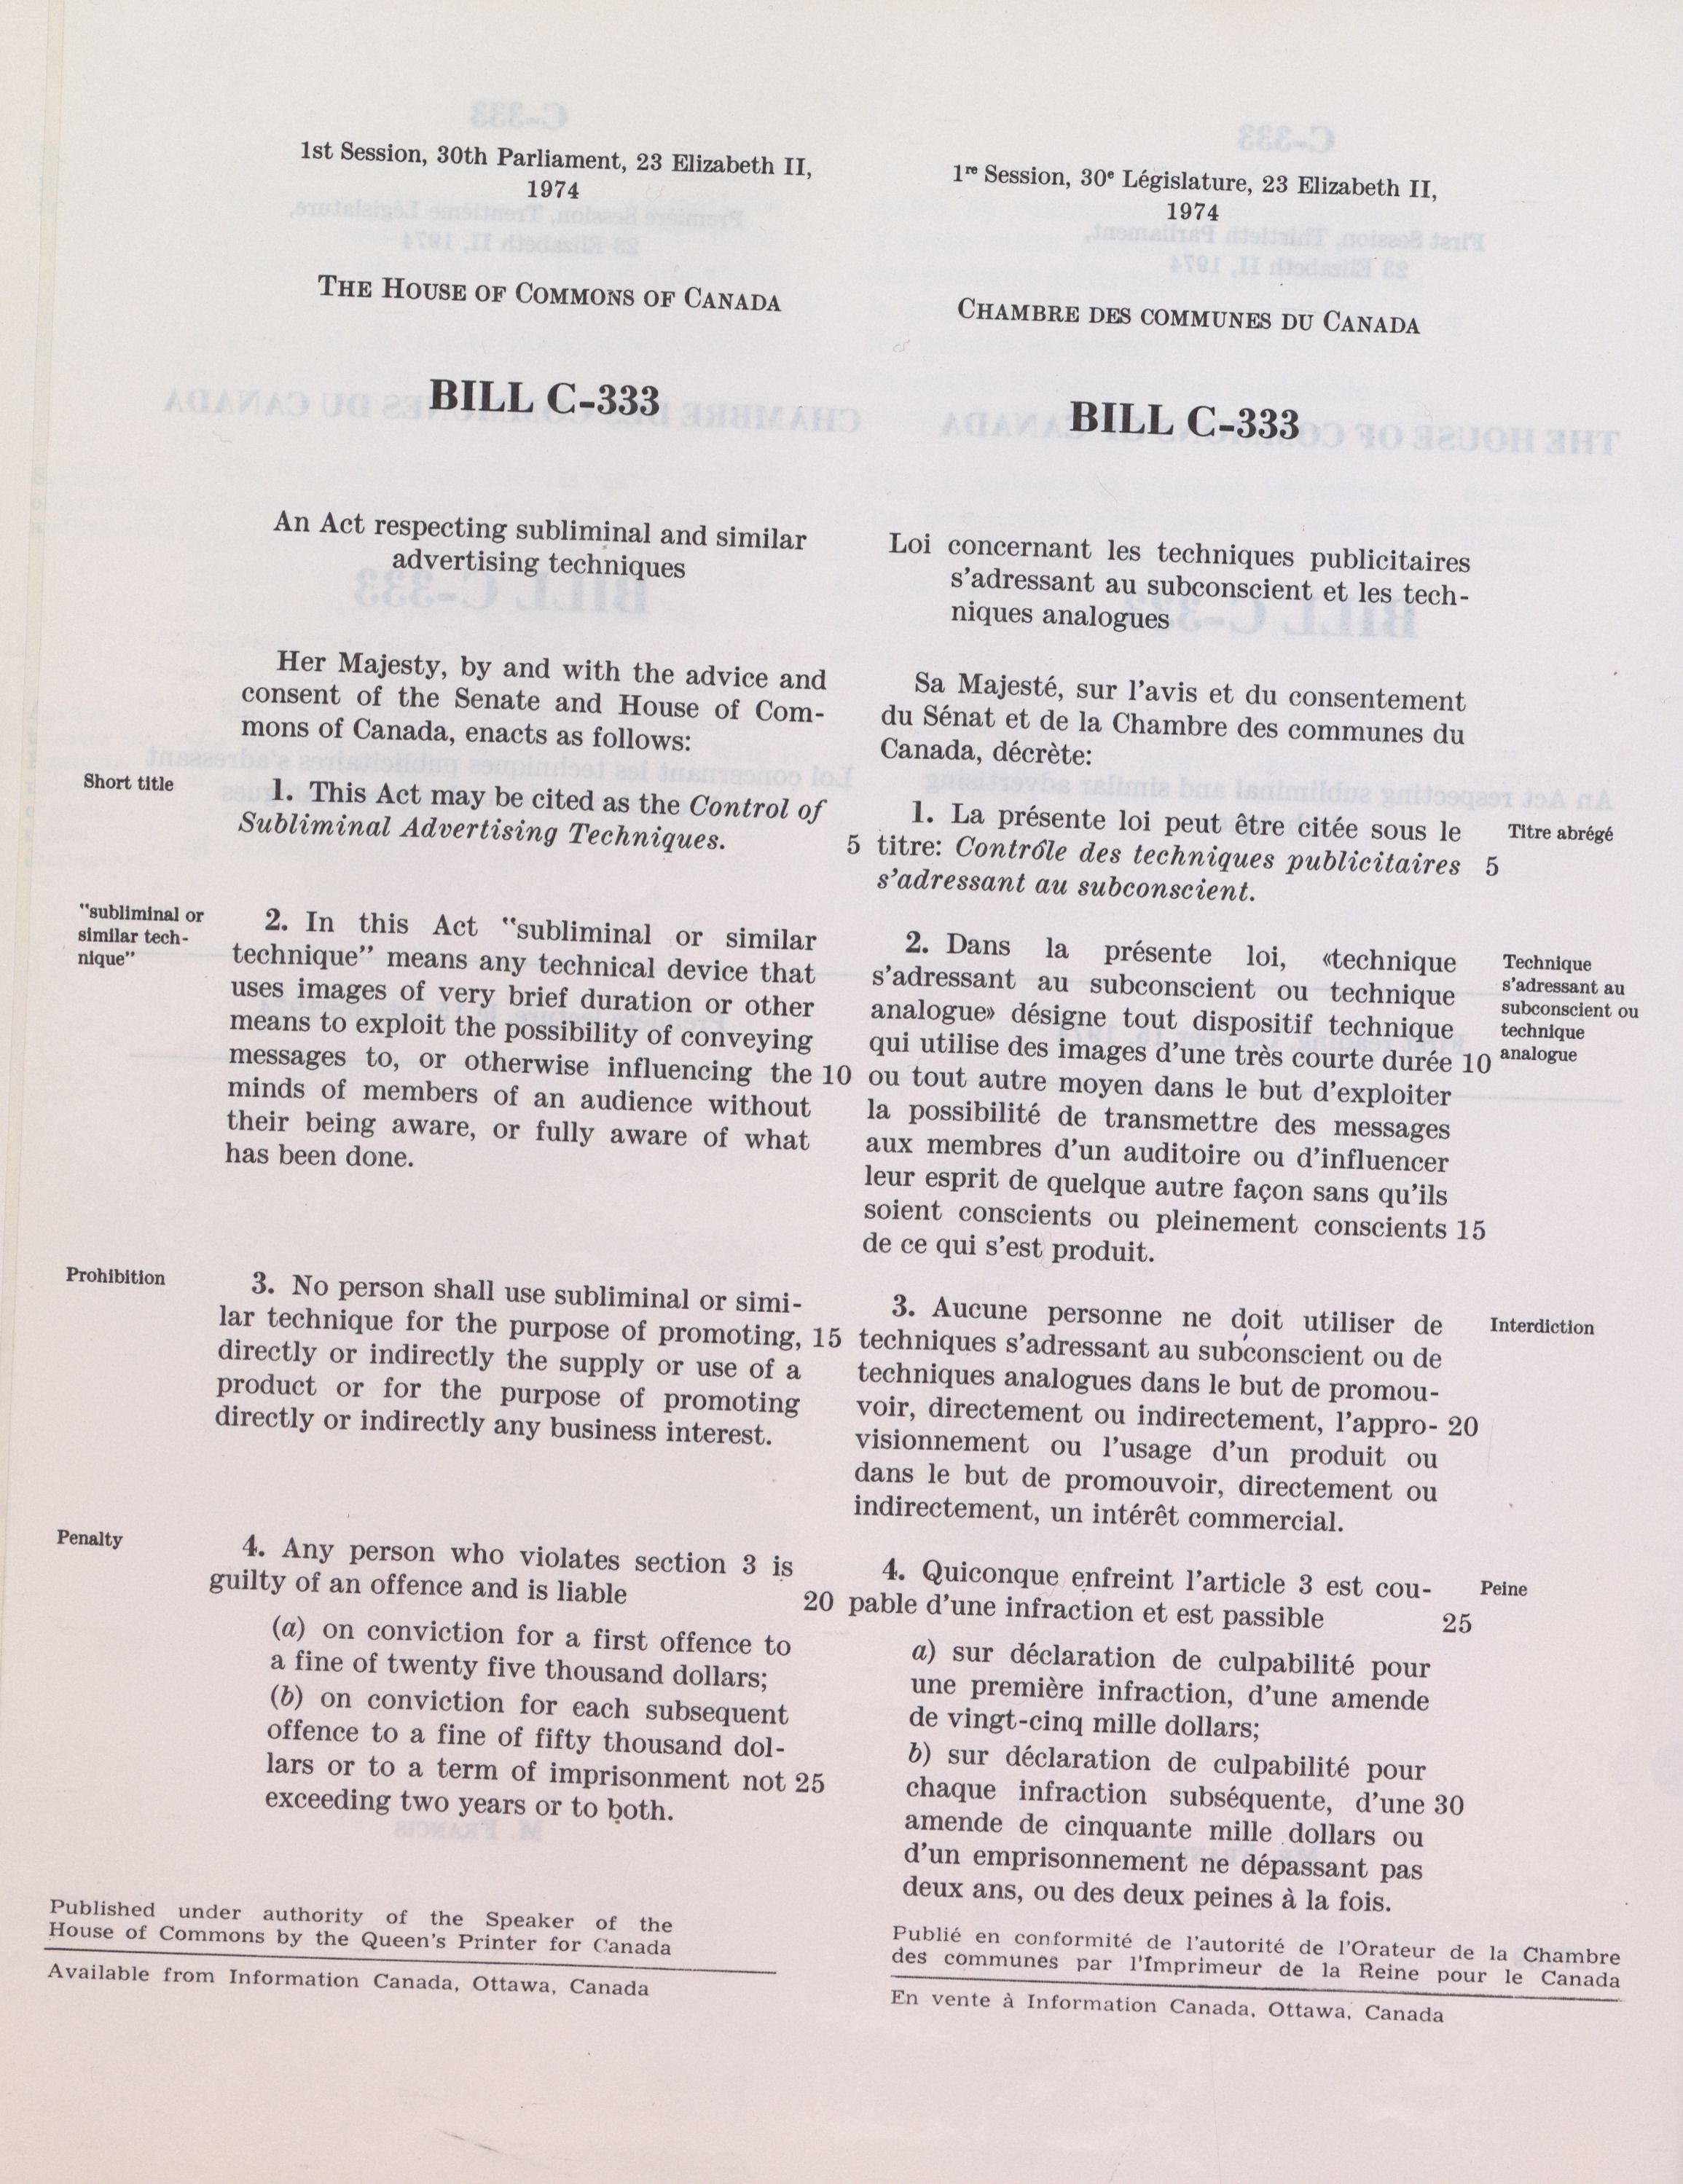 1st Session, 30th Parliament, 23 Elizabeth II,
1974
THE HOUSE OF COMMONS OF CANADA
BILL C-333
An Act respecting subliminal and similar
advertising techniques
Her Majesty, by and with the advice and
consent of the Senate and House of Com-
mons of Canada, enacts as follows:
Short title
1. This Act may be cited as the Control of
Subliminal Advertising Techniques. 5
"subliminal or
similar tech-
nique"
2. In this Act "subliminal or similar
technique" means any technical device that
uses images of very brief duration or other
means to exploit the possibility of conveying
messages to, or otherwise influencing the 10
minds of members of an audience without
their being aware, or fully aware of what
has been done.
Prohibition
3. No person shall use subliminal or simi-
lar technique for the purpose of promoting, 15
directly or indirectly the supply or use of a
product or for the purpose of promoting
directly or indirectly any business interest.
Penalty
4. Any person who violates section 3 is
guilty of an offence and is liable 20
(a) on conviction for a first offence to
a fine of twenty five thousand dollars;
(b) on conviction for each subsequent
offence to a fine of fifty thousand dol-
lars or to a term of imprisonment not 25
exceeding two years or to both.
Published under authority of the Speaker of the
House of Commons by the Queen's Printer for Canada
Available from Information Canada, Ottawa, Canada
1re Session, 30e Législature, 23 Elizabeth II,
1974
CHAMBRE DES COMMUNES DU CANADA
BILL C-333
Loi concernant les techniques publicitaires
s'adressant au subconscient et les tech-
niques analogues
Sa Majesté, sur l'avis et du consentement
du Sénat et de la Chambre des communes du
Canada, décrète:
1. La présente loi peut être citée sous le
titre: Contrôle des techniques publicitaires 5
s'adressant au subconscient.
Titre abrégé
2. Dans la présente loi, «technique
s'adressant au subconscient ou technique
analogue» désigne tout dispositif technique
qui utilise des images d'une très courte durée 10
ou tout autre moyen dans le but d'exploiter
la possibilité de transmettre des messages
aux membres d'un auditoire ou d'influencer
leur esprit de quelque autre façon sans qu'ils
soient conscients ou pleinement conscients 15
de ce qui s'est produit.
Technique
s'adressant au
subconscient ou
technique
analogue
3. Aucune personne ne doit utiliser de
techniques s'adressant au subconscient ou de
techniques analogues dans le but de promou-
voir, directement ou indirectement, l'appro- 20
visionnement ou l'usage d'un produit ou
dans le but de promouvoir, directement ou
indirectement, un intérêt commercial.
Interdiction
4. Quiconque enfreint l'article 3 est cou-
pable d'une infraction et est passible 25
Peine
a) sur déclaration de culpabilité pour
une première infraction, d'une amende
de vingt-cinq mille dollars;
b) sur déclaration de culpabilité pour
chaque infraction subséquente, d'une 30
amende de cinquante mille dollars ou
d'un emprisonnement ne dépassant pas
deux ans, ou des deux peines à la fois.
Publié en conformité de l'autorité de l'Orateur de la Chambre
des communes par l'Imprimeur de la Reine pour le Canada
En vente à Information Canada, Ottawa, Canada